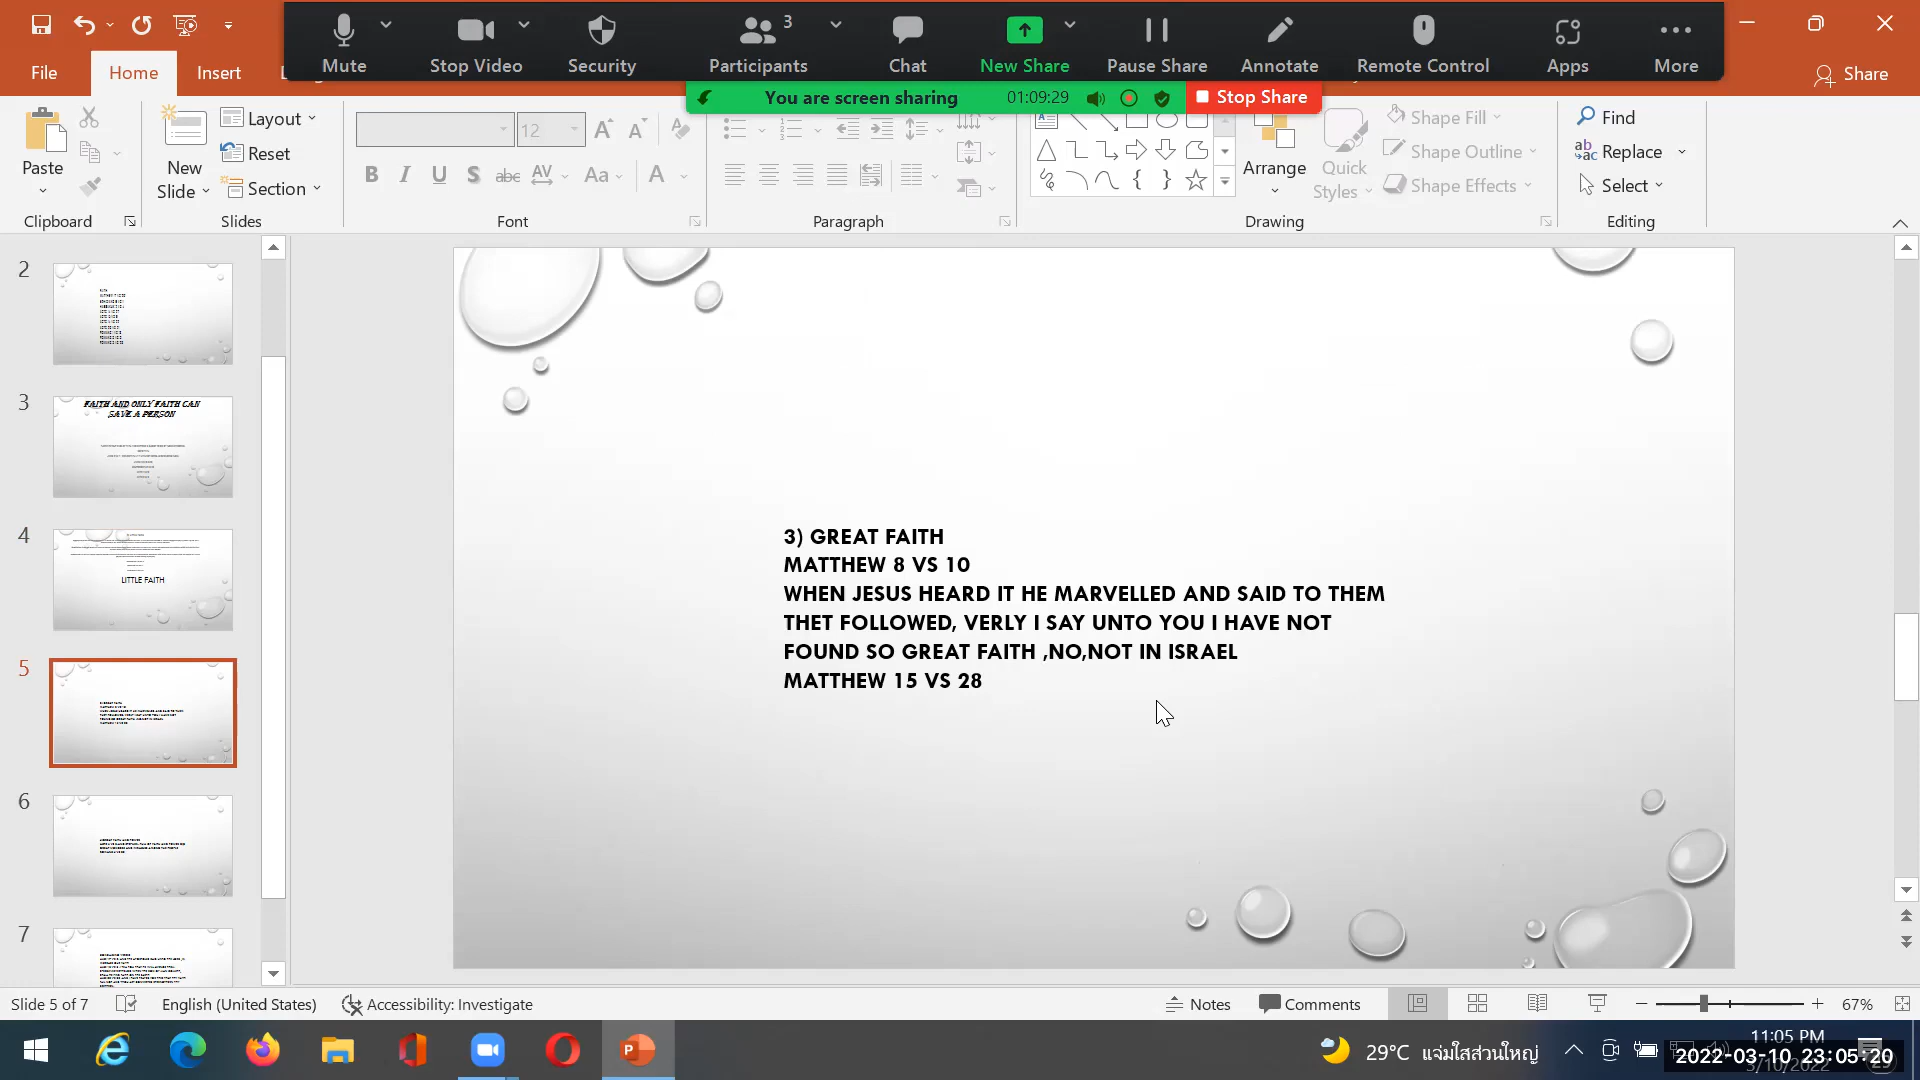 Mute
Stop Video
Security
Participants
3
Chat
New Share
Pause Share
Annotate
Remote Control
Apps
More
You are screen sharing
01:09:29
Stop Share
File
Home
Insert
Share
Paste
Clipboard
New
Slide
Layout
Reset
Section
Slides
12
Font
Paragraph
Arrange
Quick
Styles
Drawing
Shape Fill
Shape Outline
Shape Effects
Find
Replace
Select
Editing
2
3
FAITH AND ONLY FAITH CAN
SAVE A PERSON
4
LITTLE FAITH
5
6
7
3) GREAT FAITH
MATTHEW 8 VS 10
WHEN JESUS HEARD IT HE MARVELLED AND SAID TO THEM
THET FOLLOWED, VERLY I SAY UNTO YOU I HAVE NOT
FOUND SO GREAT FAITH ,NO,NOT IN ISRAEL
MATTHEW 15 VS 28
Slide 5 of 7
English (United States)
Accessibility: Investigate
Notes
Comments
67%
29°C แจ่มใสส่วนใหญ่
11:05 PM
3/10/2022
2022-03-10 23:05:20